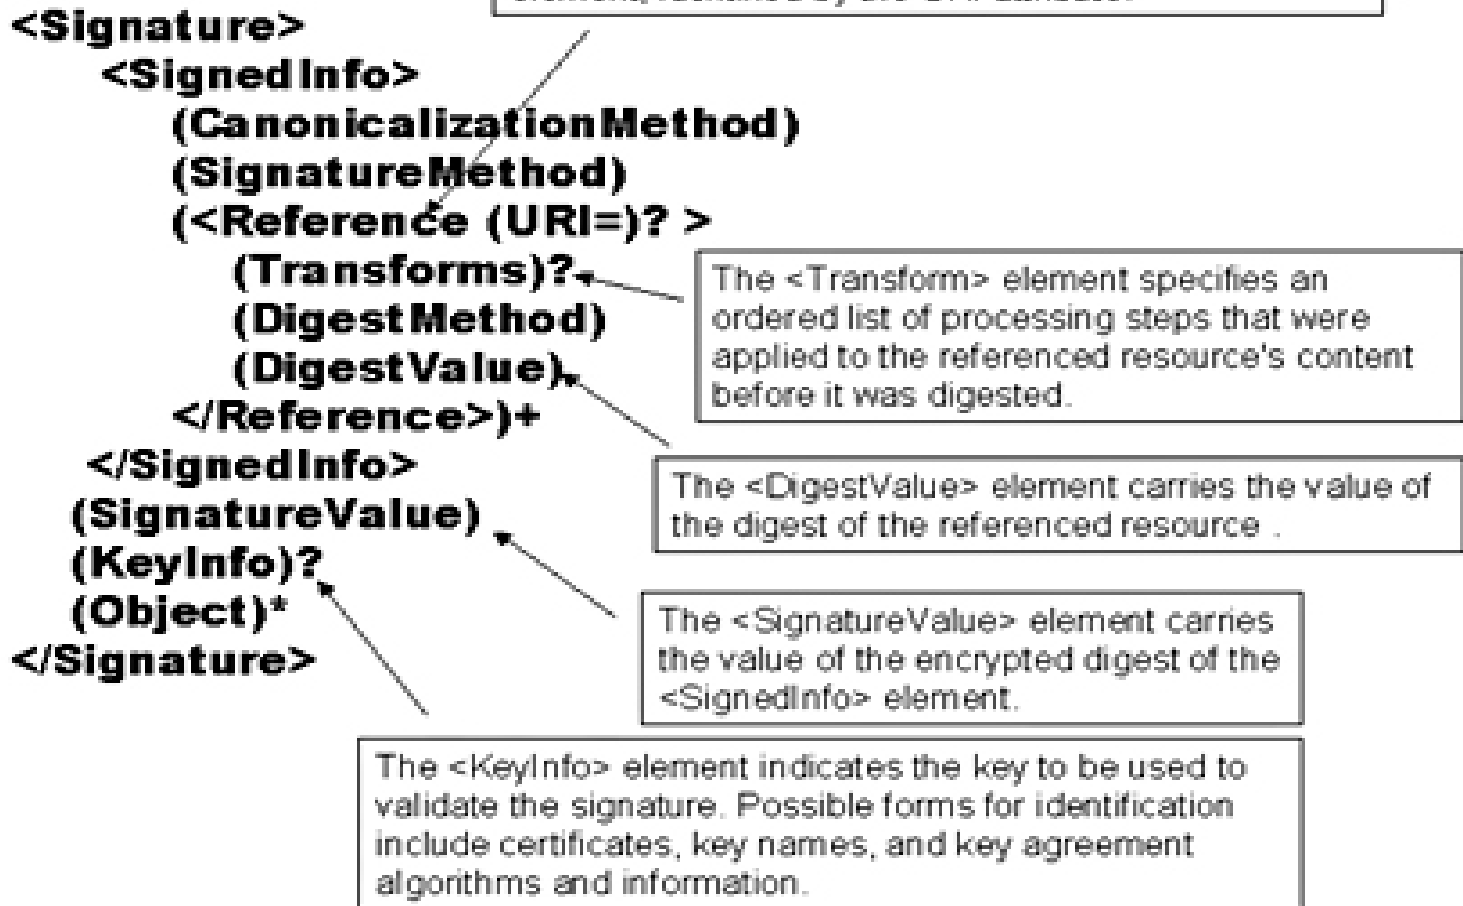 <Signature>
<SignedInfo>
(CanonicalizationMethod)
(SignatureMethod)
(<Reference (URI=)? >
(Transforms)?
(DigestMethod)
(DigestValue)
</Reference>)+
</SignedInfo>
(SignatureValue)
(KeyInfo)?
(Object)*
</Signature>
The <Transform> element specifies an
ordered list of processing steps that were
applied to the referenced resource's content
before it was digested.
The <DigestValue> element carries the value of
the digest of the referenced resource .
The <SignatureValue> element carries
the value of the encrypted digest of the
<SignedInfo> element.
The <KeyInfo> element indicates the key to be used to
validate the signature. Possible forms for identification
include certificates, key names, and key agreement
algorithms and information.